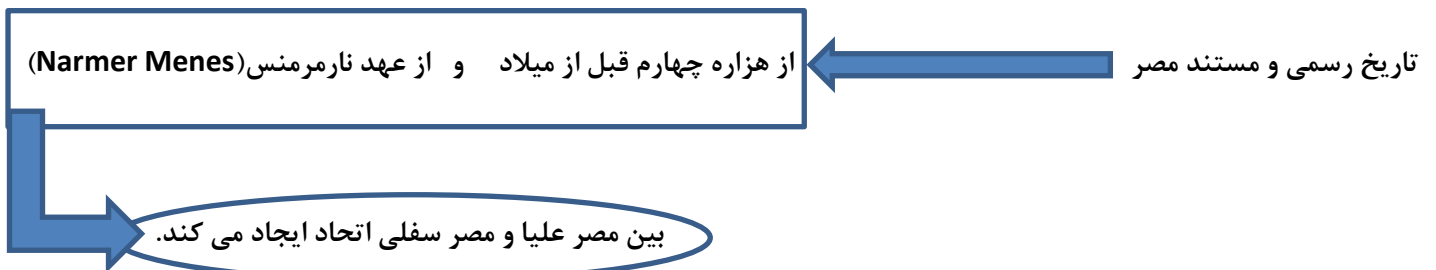 تاریخ رسمی و مستند مصر
از هزاره چهارم قبل از میلاد و از عهد نارمرمنس(Narmer Menes)
بین مصر علیا و مصر سفلی اتحاد ایجاد می کند.